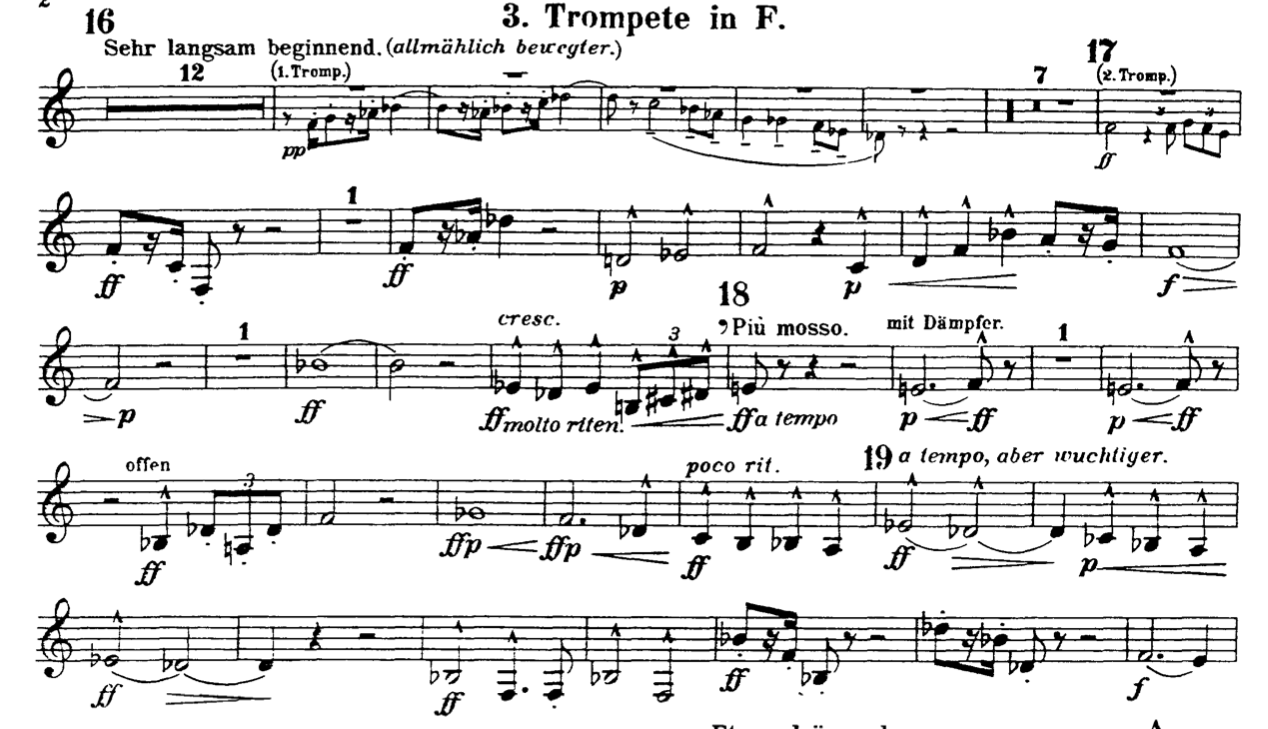 2
16 3. Trompete in F.
Sehr langsam beginnend. (allmählich bewegter.) 17
12 (1. Tromp.) 7 (2. Tromp.)
3 3
pp ff
1
ff ff p p f
18
cresc. 3 Più mosso. mit Dämpfer.
1 1
p ff ff molto riten. ff a tempo p ff p ff
offen 3 poco rit. 19 a tempo, aber wuchtiger.
ff ffp ffp ff ff p
ff ff ff f